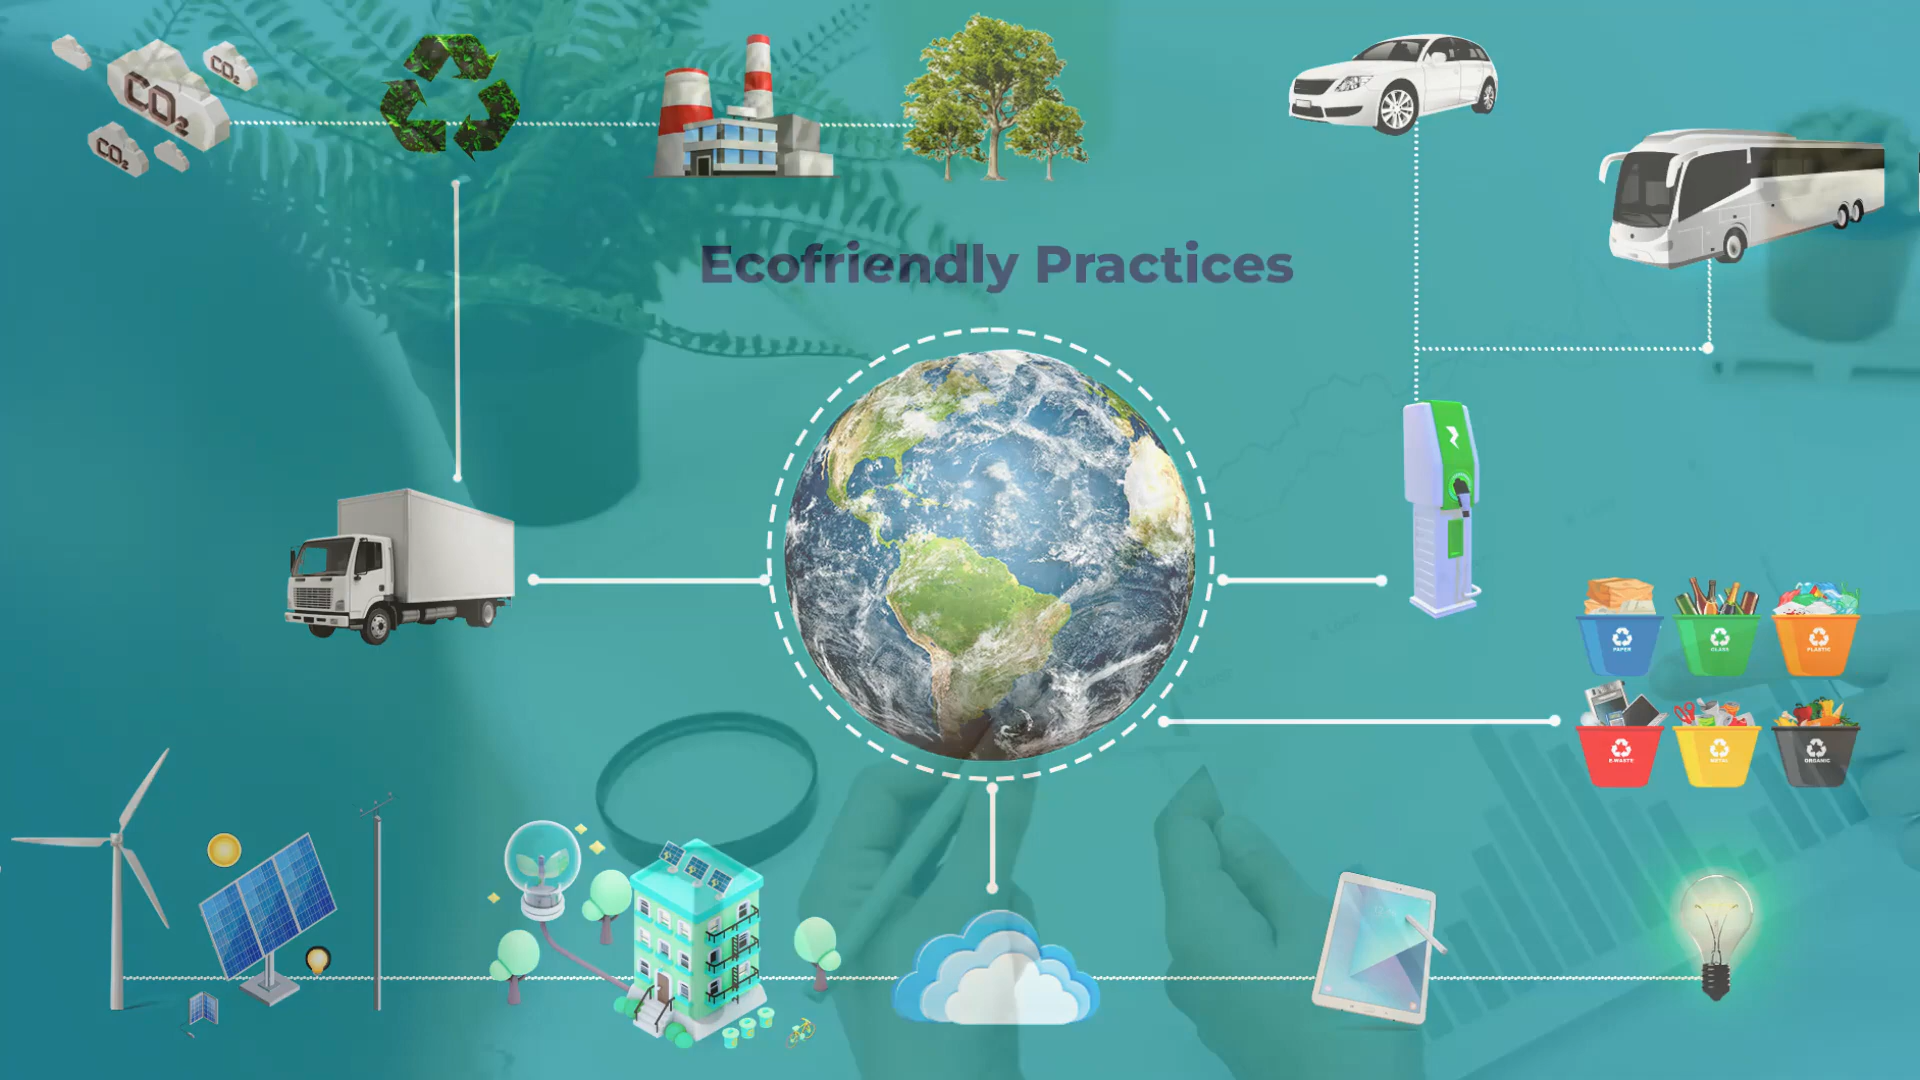 CO₂
CO₂
CO₂
Ecofriendly Practices
PAPER
GLASS
PLASTIC
E-WASTE
METAL
ORGANIC